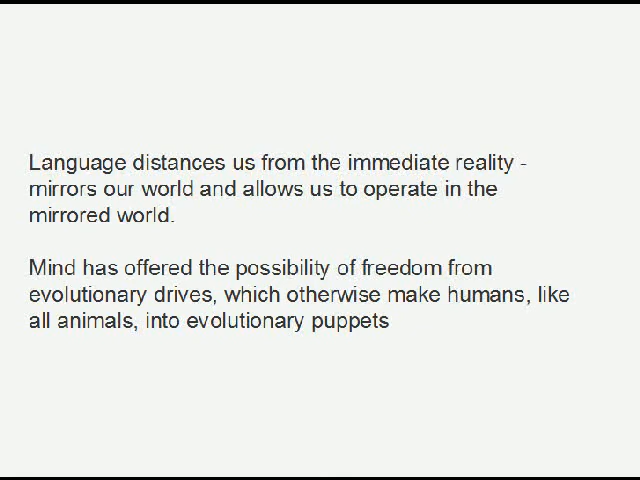 Language distances us from the immediate reality -
mirrors our world and allows us to operate in the
mirrored world.
Mind has offered the possibility of freedom from
evolutionary drives, which otherwise make humans, like
all animals, into evolutionary puppets